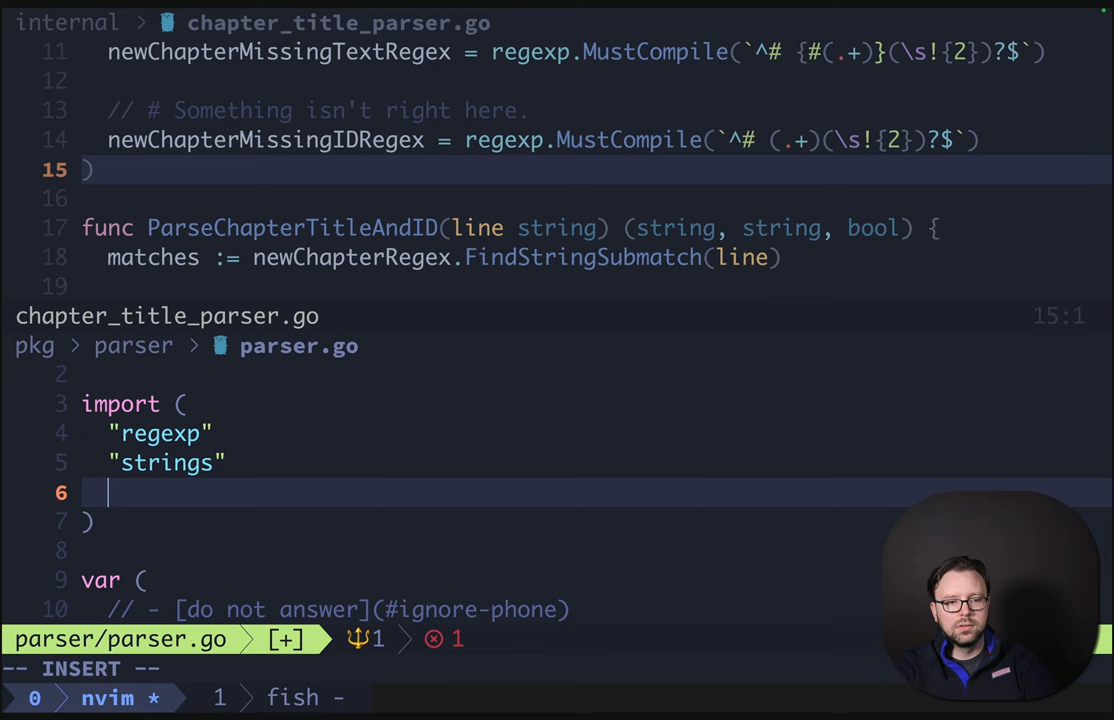 internal > chapter_title_parser.go
11 newChapterMissingTextRegex = regexp.MustCompile(`^# {#(.+)}(\s!{2})?$`)
12
13 // # Something isn't right here.
14 newChapterMissingIDRegex = regexp.MustCompile(`^# (.+)(\s!{2})?$`)
15 )
16
17 func ParseChapterTitleAndID(line string) (string, string, bool) {
18 matches := newChapterRegex.FindStringSubmatch(line)
19
chapter_title_parser.go 15:1
pkg > parser > parser.go
2
3 import (
4 "regexp"
5 "strings"
6
7 )
8
9 var (
10 // - [do not answer](#ignore-phone)
parser/parser.go [+] 1 1
-- INSERT --
0 nvim * 1 fish -